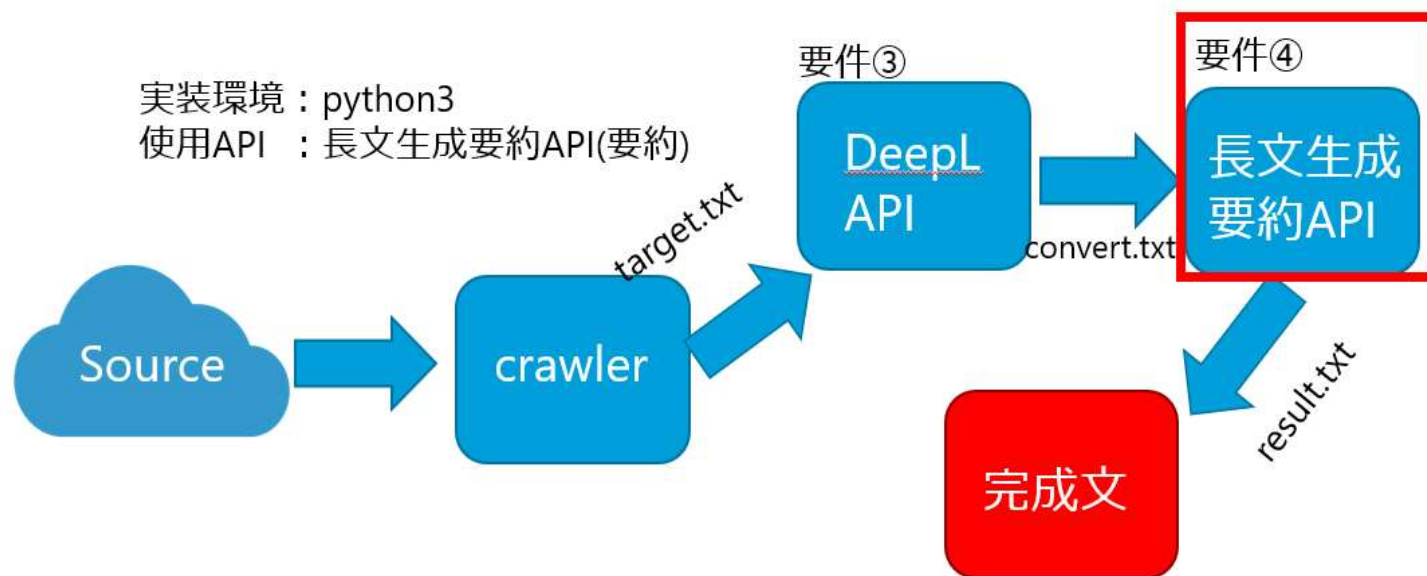 実装環境：python3
使用API ：長文生成要約API(要約)
Source
crawler
target.txt
要件③
DeepL
API
convert.txt
要件④
長文生成
要約API
result.txt
完成文